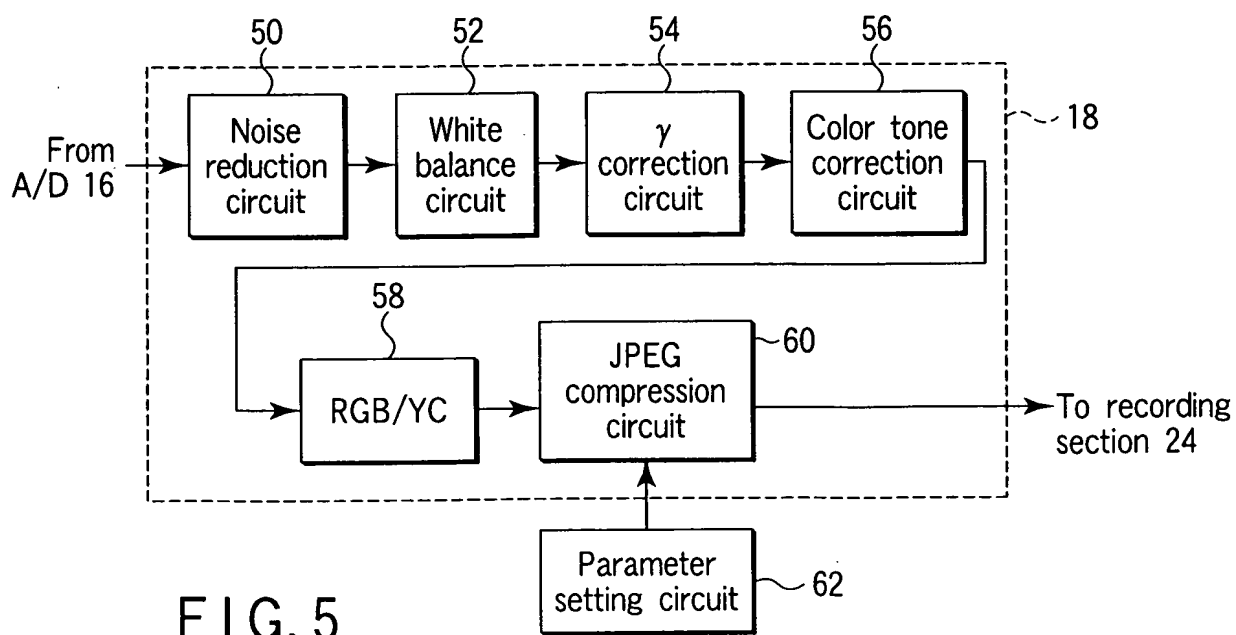 50
52
54
56
From
A/D 16
Noise
reduction
circuit
White
balance
circuit
γ
correction
circuit
Color tone
correction
circuit
18
58
RGB/YC
JPEG
compression
circuit
60
To recording
section 24
Parameter
setting circuit
62
FIG. 5